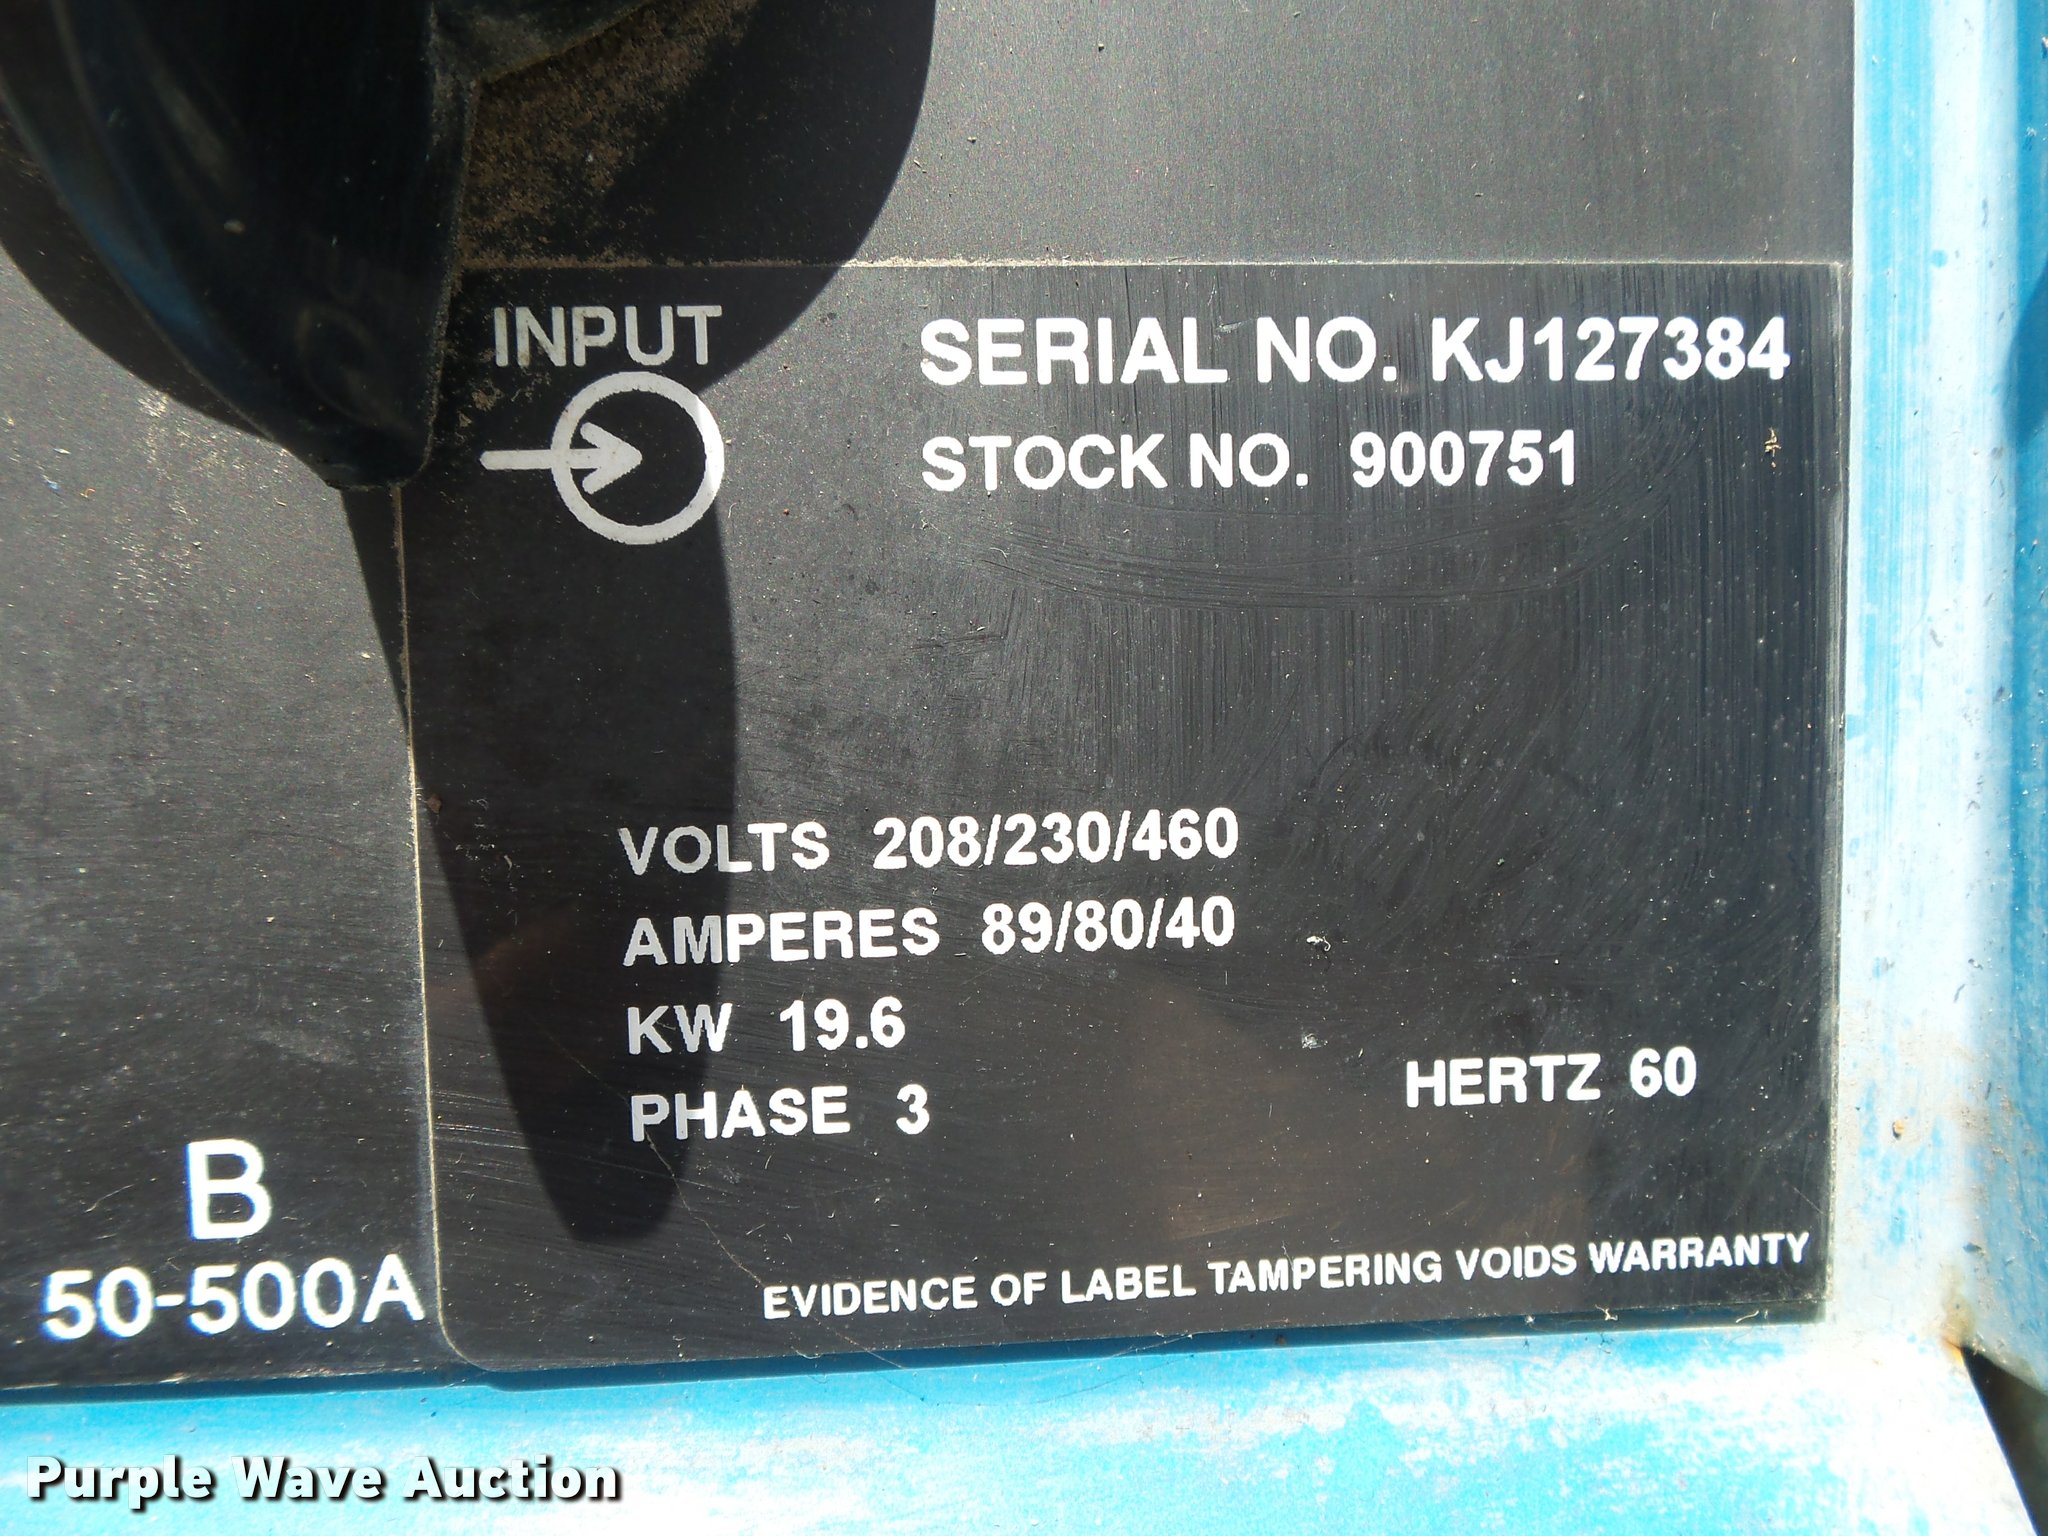 INPUT
SERIAL NO. KJ127384
STOCK NO. 900751
VOLTS 208/230/460
AMPERES 89/80/40
KW 19.6
PHASE 3
HERTZ 60
EVIDENCE OF LABEL TAMPERING VOIDS WARRANTY
B
50-500A
Purple Wave Auction